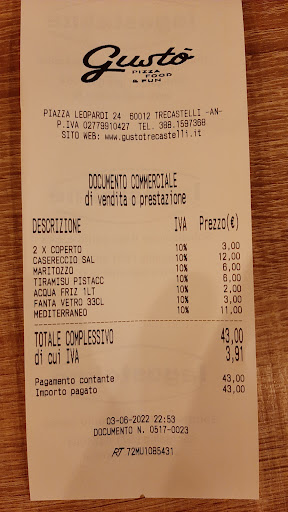 Gustò
PIZZA
FOOD
& FUN
PIAZZA LEOPARDI 24 60012 TRECASTELLI -AN-
P.IVA 02779910427 TEL. 388.1597368
SITO WEB: www.gustotrecastelli.it
DOCUMENTO COMMERCIALE
di vendita o prestazione
DESCRIZIONE IVA Prezzo(€)
2 X COPERTO 10% 3,00
CASERECCIO SAL 10% 12,00
MARITOZZO 10% 6,00
TIRAMISU PISTACC 10% 6,00
ACQUA FRIZ 1LT 10% 2,00
FANTA VETRO 33CL 10% 3,00
MEDITERRANEO 10% 11,00
TOTALE COMPLESSIVO 43,00
di cui IVA 3,91
Pagamento contante 43,00
Importo pagato 43,00
03-06-2022 22:53
DOCUMENTO N. 0517-0023
RT 72MU1085431